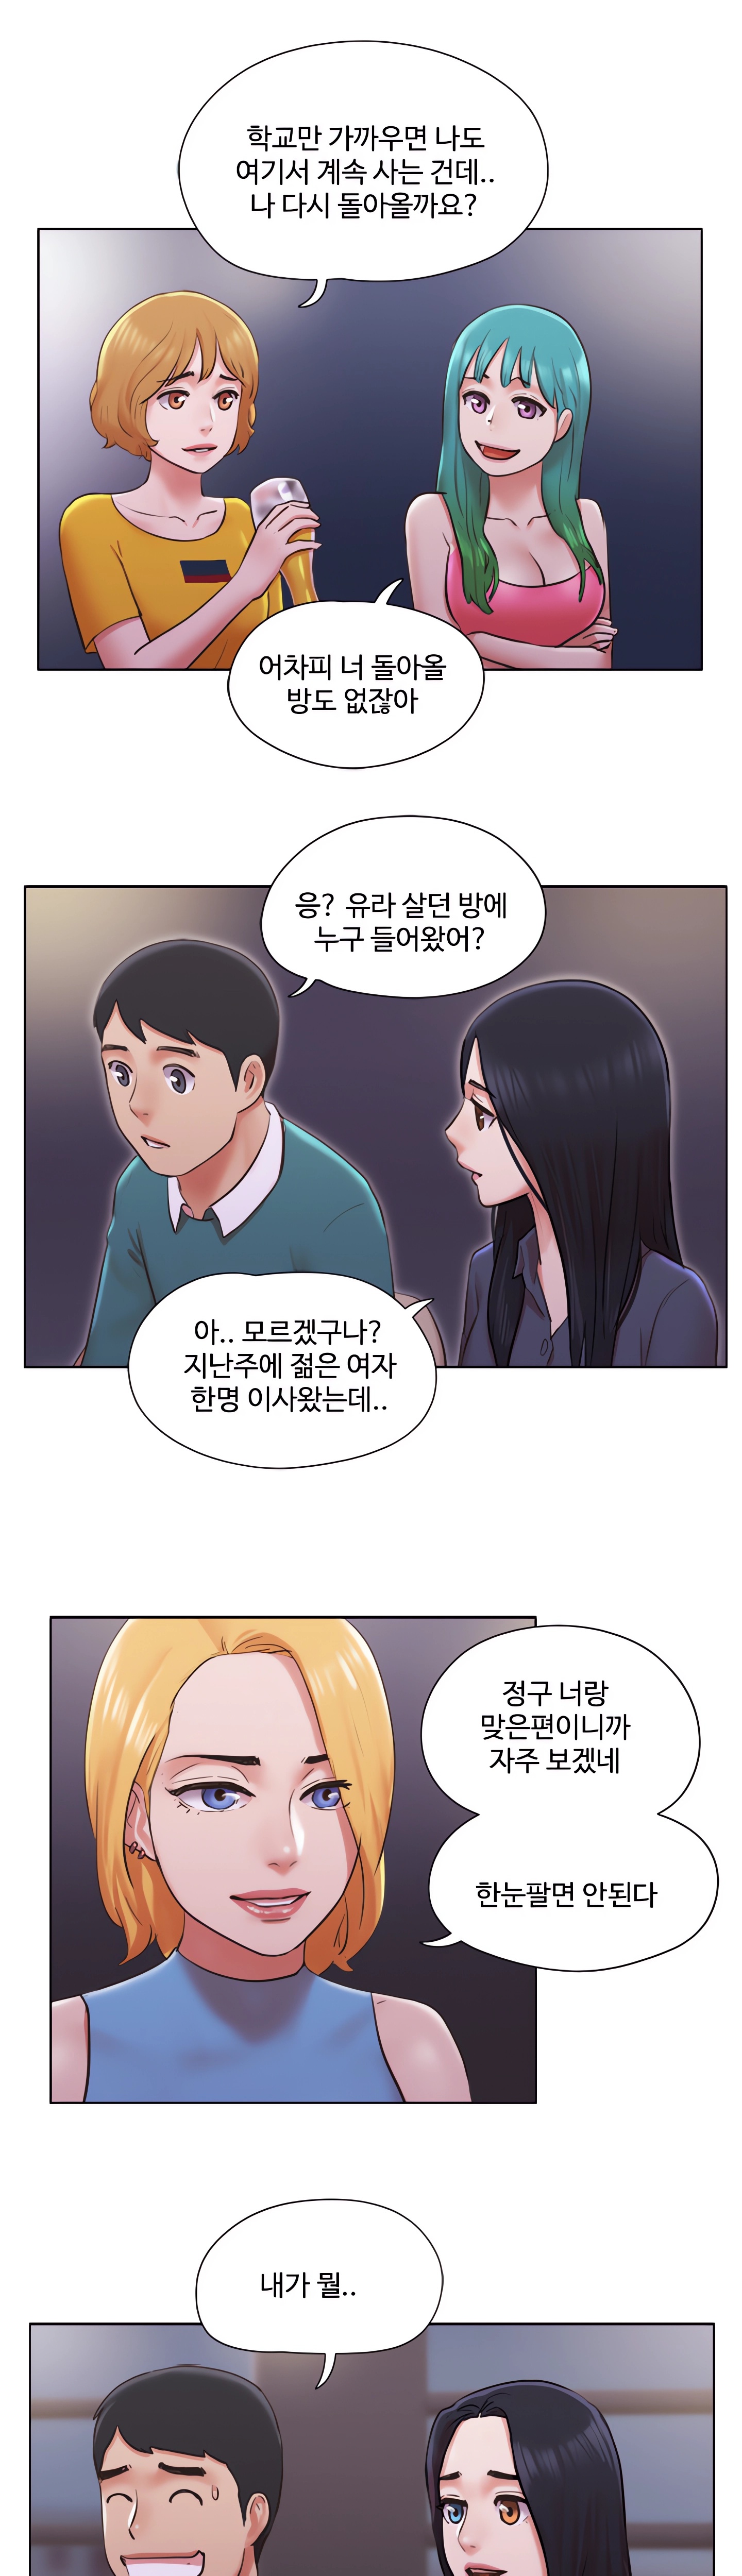 학교만 가까우면 나도
여기서 계속 사는 건데..
나 다시 돌아올까요?
어차피 너 돌아올
방도 없잖아
응? 유라 살던 방에
누구 들어왔어?
아.. 모르겠구나?
지난주에 젊은 여자
한명 이사왔는데..
정구 너랑
맞은편이니까
자주 보겠네
한눈팔면 안된다
내가 뭘..